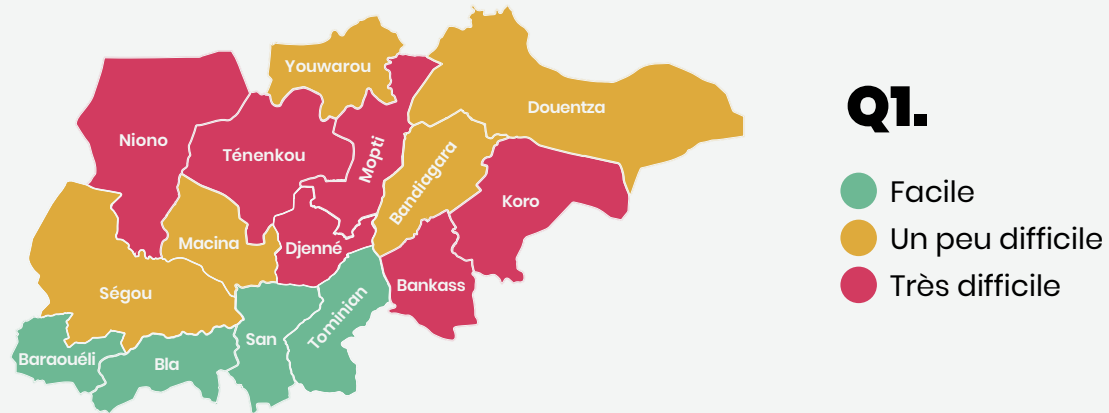 Youwarou
Douentza
Niono
Ténenkou
Mopti
Bandiagara
Koro
Macina
Djenné
Bankass
Ségou
Tominian
San
Baraouéli
Bla
Q1.
Facile
Un peu difficile
Très difficile